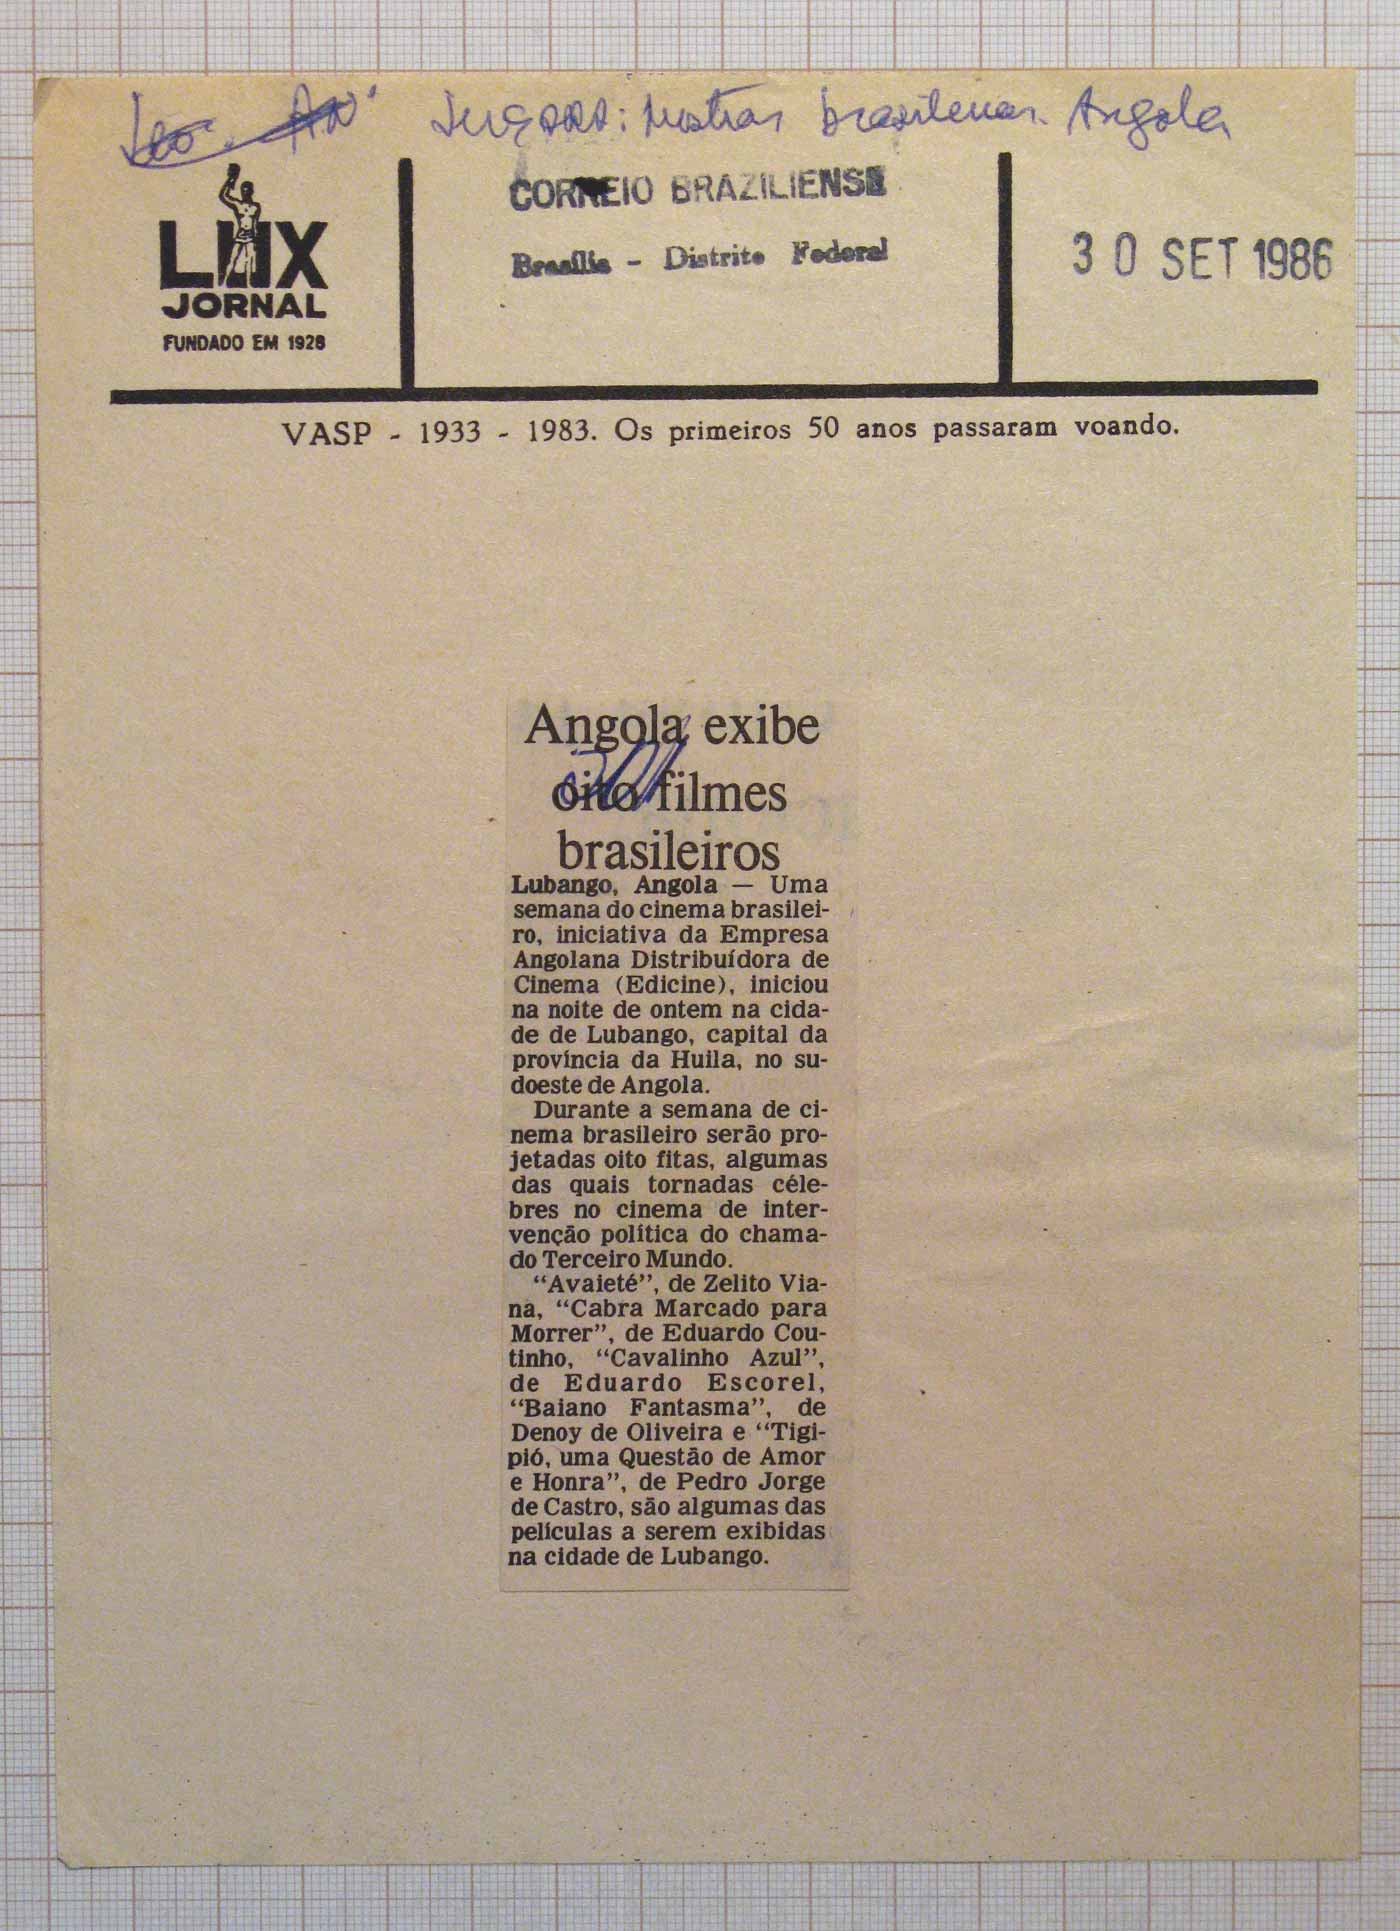 mostras brasileiras. Angola
LUX
JORNAL
FUNDADO EM 1928
CORREIO BRAZILIENSE
Brasília - Distrito Federal
30 SET 1986
VASP - 1933 - 1983. Os primeiros 50 anos passaram voando.
Angola exibe
oito filmes
brasileiros
Lubango, Angola — Uma
semana do cinema brasilei-
ro, iniciativa da Empresa
Angolana Distribuídora de
Cinema (Edicine), iniciou
na noite de ontem na cida-
de de Lubango, capital da
província da Huila, no su-
doeste de Angola.
Durante a semana de ci-
nema brasileiro serão pro-
jetadas oito fitas, algumas
das quais tornadas céle-
bres no cinema de inter-
venção política do chama-
do Terceiro Mundo.
“Avaieté”, de Zelito Via-
na, “Cabra Marcado para
Morrer”, de Eduardo Cou-
tinho, “Cavalinho Azul”,
de Eduardo Escorel,
“Baiano Fantasma”, de
Denoy de Oliveira e “Tigi-
pió, uma Questão de Amor
e Honra”, de Pedro Jorge
de Castro, são algumas das
películas a serem exibidas
na cidade de Lubango.